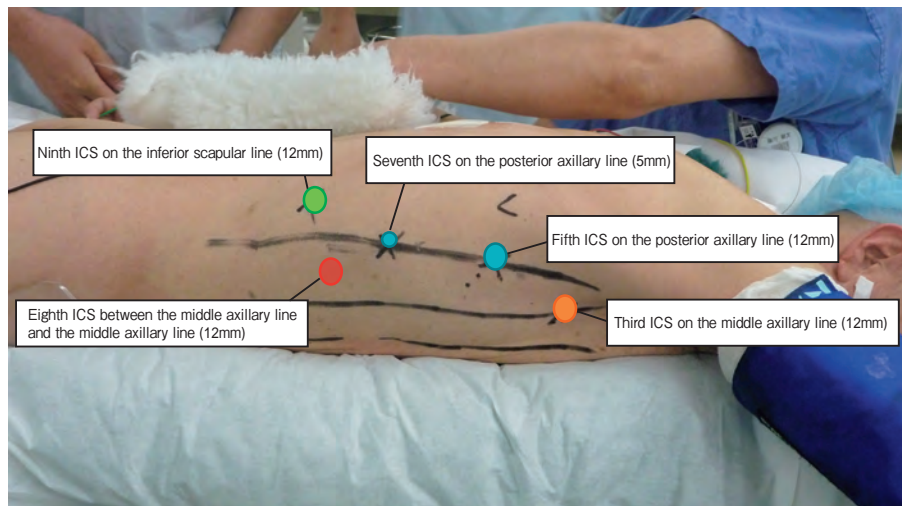 Ninth ICS on the inferior scapular line (12mm)
Seventh ICS on the posterior axillary line (5mm)
Fifth ICS on the posterior axillary line (12mm)
Eighth ICS between the middle axillary line
and the middle axillary line (12mm)
Third ICS on the middle axillary line (12mm)